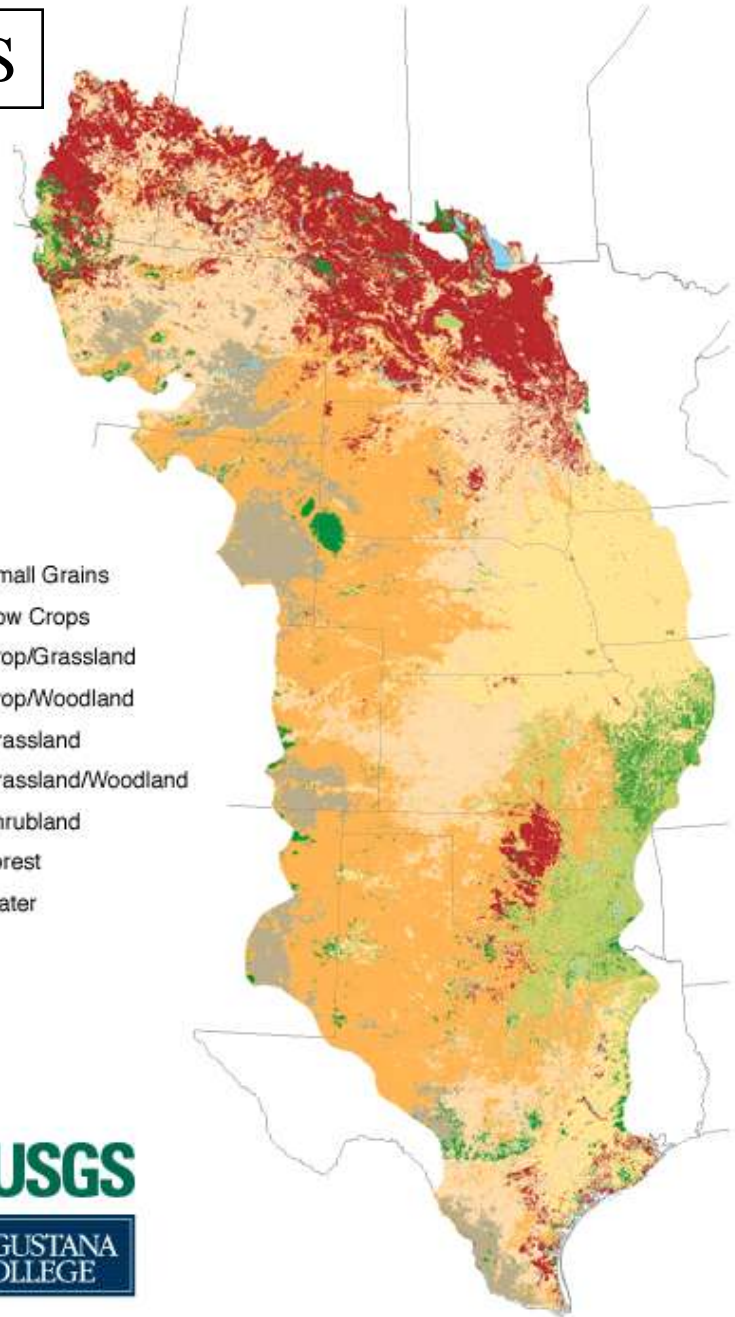 S
mall Grains
ow Crops
rop/Grassland
rop/Woodland
rassland
rassland/Woodland
hrubland
orest
ater
USGS
GUSTANA
OLLEGE